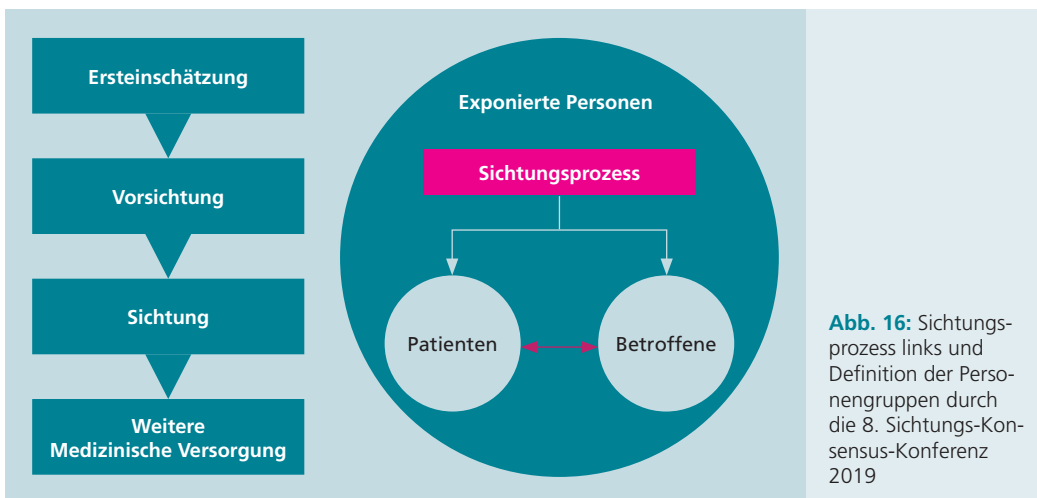 Ersteinschätzung
Vorsichtung
Sichtung
Weitere
Medizinische Versorgung
Exponierte Personen
Sichtungsprozess
Patienten
Betroffene
Abb. 16: Sichtungs-
prozess links und
Definition der Perso-
nengruppen durch
die 8. Sichtungs-Kon-
sensus-Konferenz
2019